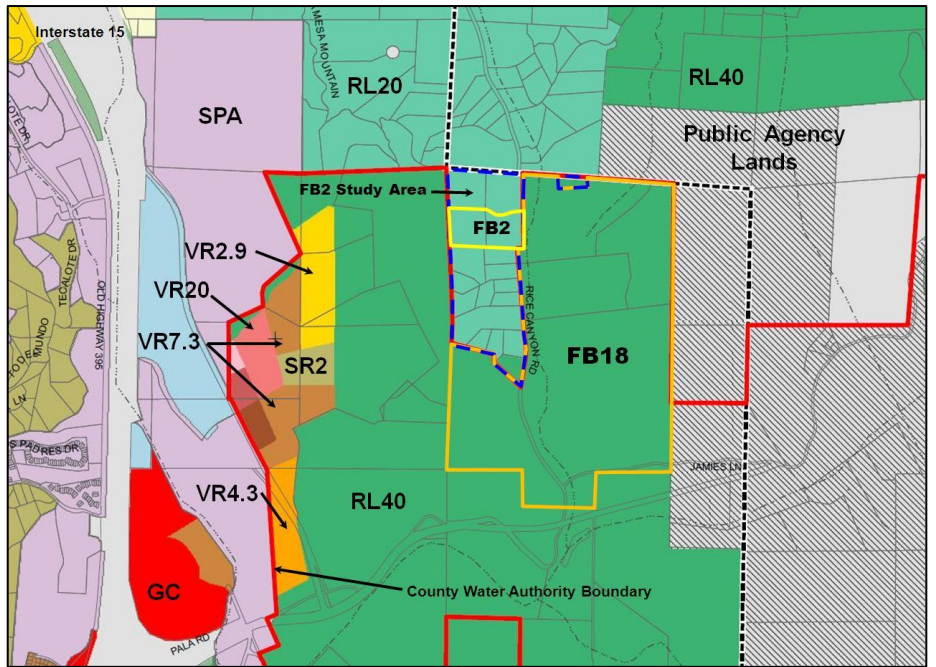 Interstate 15
MESA MOUNTAIN
RL20
RL40
SPA
Public Agency
Lands
FB2 Study Area
FB2
VR2.9
TECALOTE DR
OLD HIGHWAY 395
VR20
RICE CANYON RD
VR7.3
MUNDO
FB18
SR2
LN
S PADRES DR
JAMIES LN
VR4.3
RL40
GC
County Water Authority Boundary
PALA RD